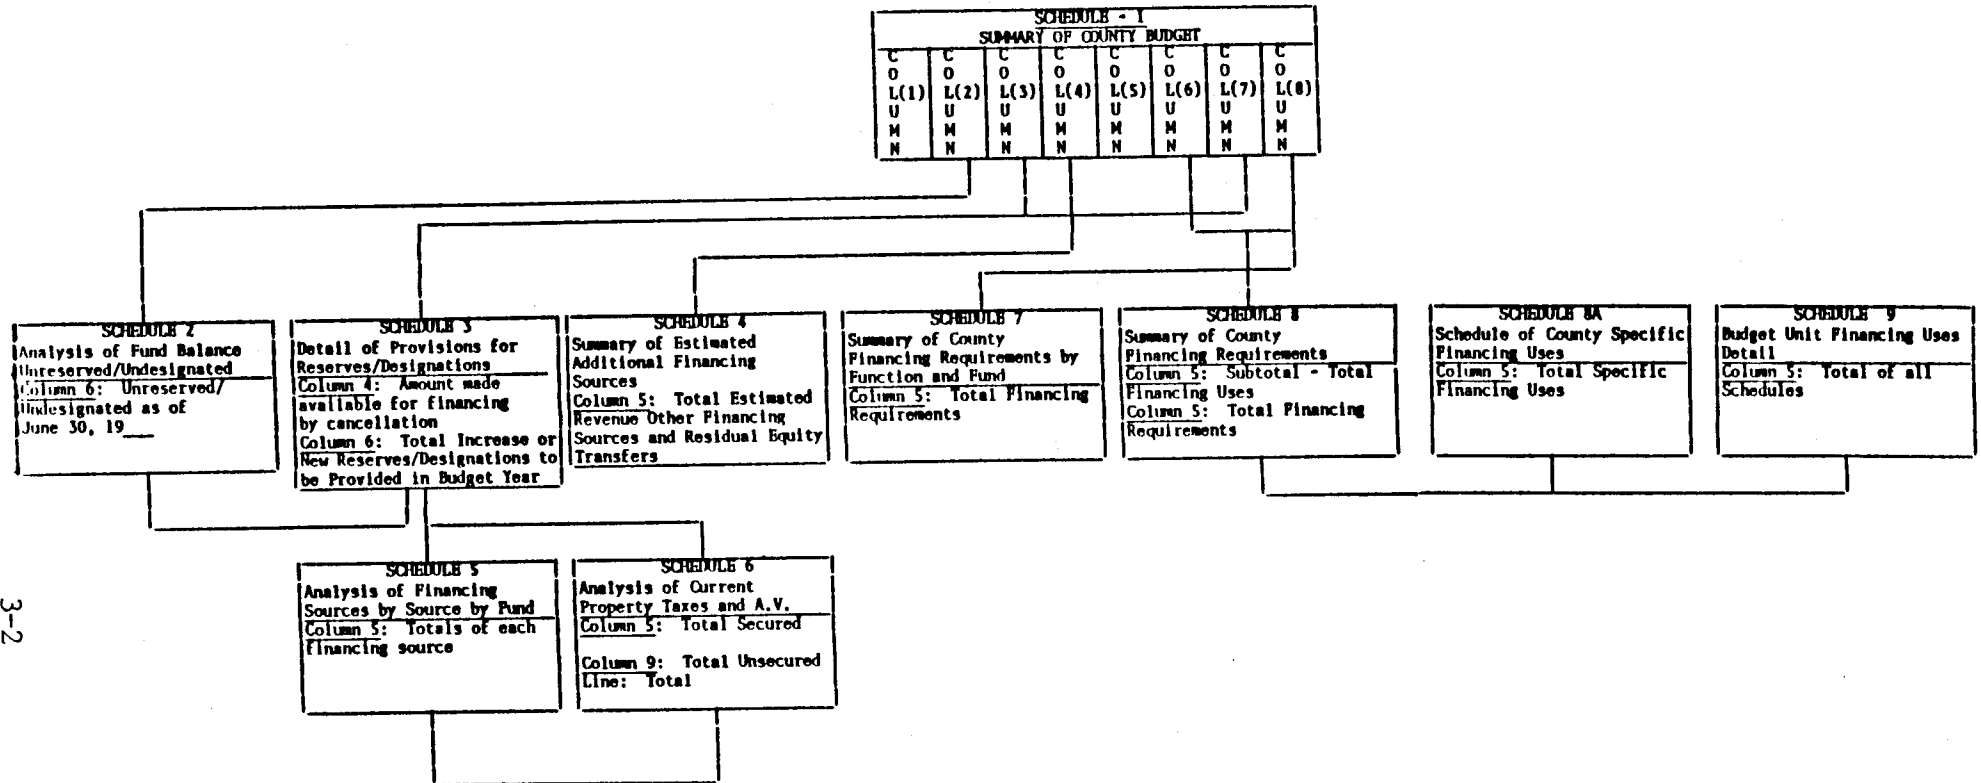 SCHEDULE - I
SUMMARY OF COUNTY BUDGET
COLUMN (1)
COLUMN (2)
COLUMN (3)
COLUMN (4)
COLUMN (5)
COLUMN (6)
COLUMN (7)
COLUMN (8)
SCHEDULE 2
Analysis of Fund Balance
Unreserved/Undesignated
Column 6: Unreserved/
Undesignated as of
June 30, 19___
SCHEDULE 3
Detail of Provisions for
Reserves/Designations
Column 4: Amount made
available for financing
by cancellation
Column 6: Total Increase or
New Reserves/Designations to
be Provided in Budget Year
SCHEDULE 4
Summary of Estimated
Additional Financing
Sources
Column 5: Total Estimated
Revenue Other Financing
Sources and Residual Equity
Transfers
SCHEDULE 7
Summary of County
Financing Requirements by
Function and Fund
Column 5: Total Financing
Requirements
SCHEDULE 8
Summary of County
Financing Requirements
Column 5: Subtotal - Total
Financing Uses
Column 5: Total Financing
Requirements
SCHEDULE 8A
Schedule of County Specific
Financing Uses
Column 5: Total Specific
Financing Uses
SCHEDULE 9
Budget Unit Financing Uses
Detail
Column 5: Total of all
Schedules
SCHEDULE 5
Analysis of Financing
Sources by Source by Fund
Column 5: Totals of each
financing source
SCHEDULE 6
Analysis of Current
Property Taxes and A.V.
Column 5: Total Secured
Column 9: Total Unsecured
Line: Total
3-2